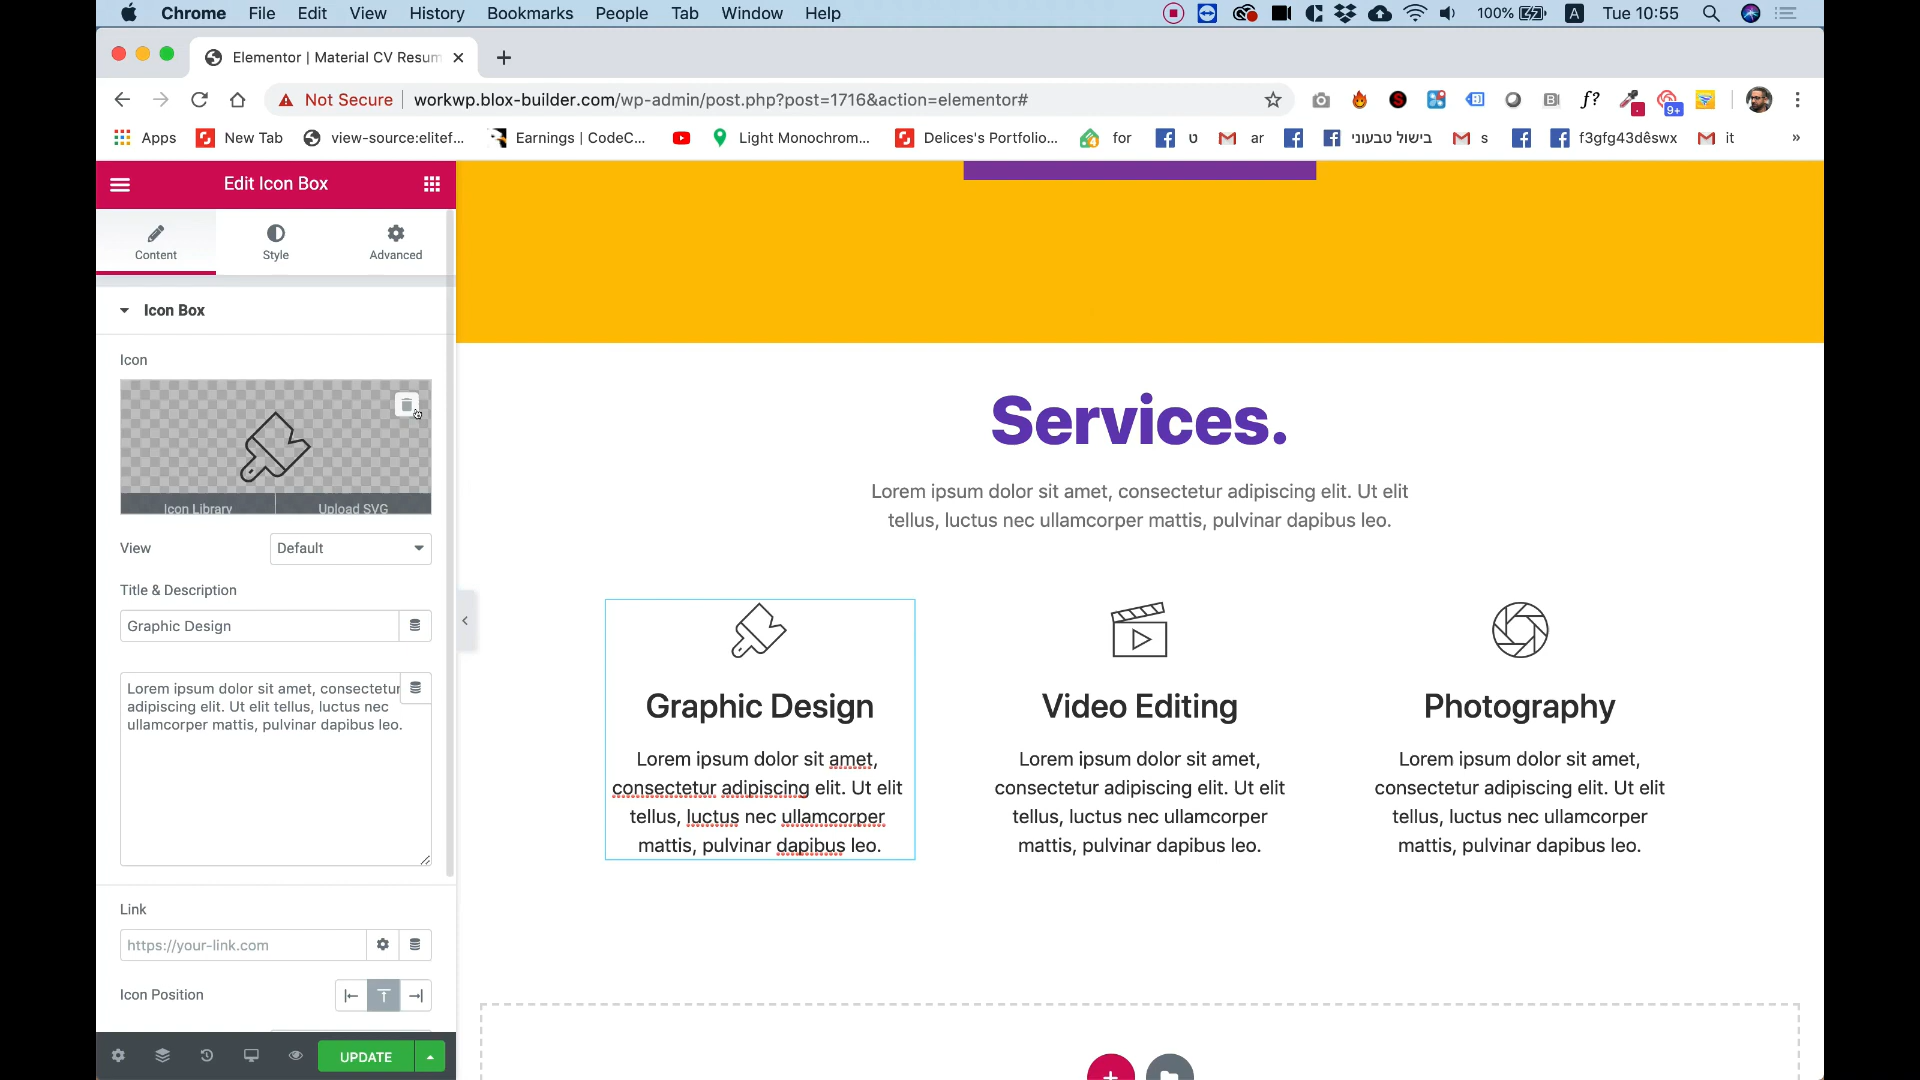 Chrome File Edit View History Bookmarks People Tab Window Help 100% A Tue 10:55
Elementor | Material CV Resum
Not Secure workwp.blox-builder.com/wp-admin/post.php?post=1716&action=elementor# f? 9+
Apps New Tab view-source:elitef... Earnings | CodeC... Light Monochrom... Delices's Portfolio... for ט ar בישול טבעוני s f3gfg43dêswx it »
Edit Icon Box
Content Style Advanced
Icon Box
Icon
Icon Library Upload SVG
View Default
Title & Description
Graphic Design
Lorem ipsum dolor sit amet, consectetur
adipiscing elit. Ut elit tellus, luctus nec
ullamcorper mattis, pulvinar dapibus leo.
Link
https://your-link.com
Icon Position
UPDATE
Services.
Lorem ipsum dolor sit amet, consectetur adipiscing elit. Ut elit
tellus, luctus nec ullamcorper mattis, pulvinar dapibus leo.
Graphic Design
Lorem ipsum dolor sit amet,
consectetur adipiscing elit. Ut elit
tellus, luctus nec ullamcorper
mattis, pulvinar dapibus leo.
Video Editing
Lorem ipsum dolor sit amet,
consectetur adipiscing elit. Ut elit
tellus, luctus nec ullamcorper
mattis, pulvinar dapibus leo.
Photography
Lorem ipsum dolor sit amet,
consectetur adipiscing elit. Ut elit
tellus, luctus nec ullamcorper
mattis, pulvinar dapibus leo.